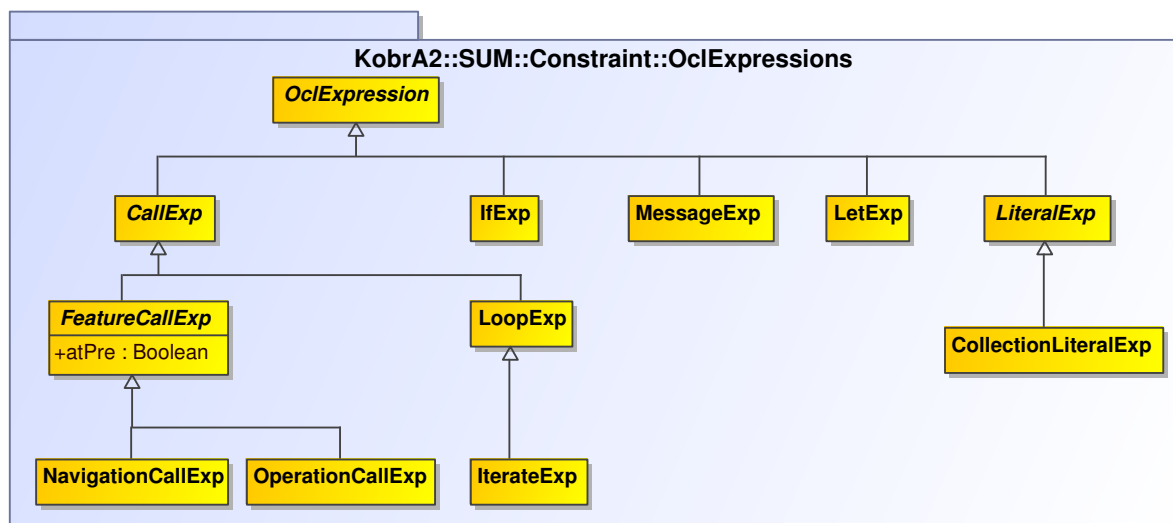 KobrA2::SUM::Constraint::OclExpressions
OclExpression
CallExp
IfExp
MessageExp
LetExp
LiteralExp
FeatureCallExp
+atPre : Boolean
LoopExp
CollectionLiteralExp
NavigationCallExp
OperationCallExp
IterateExp